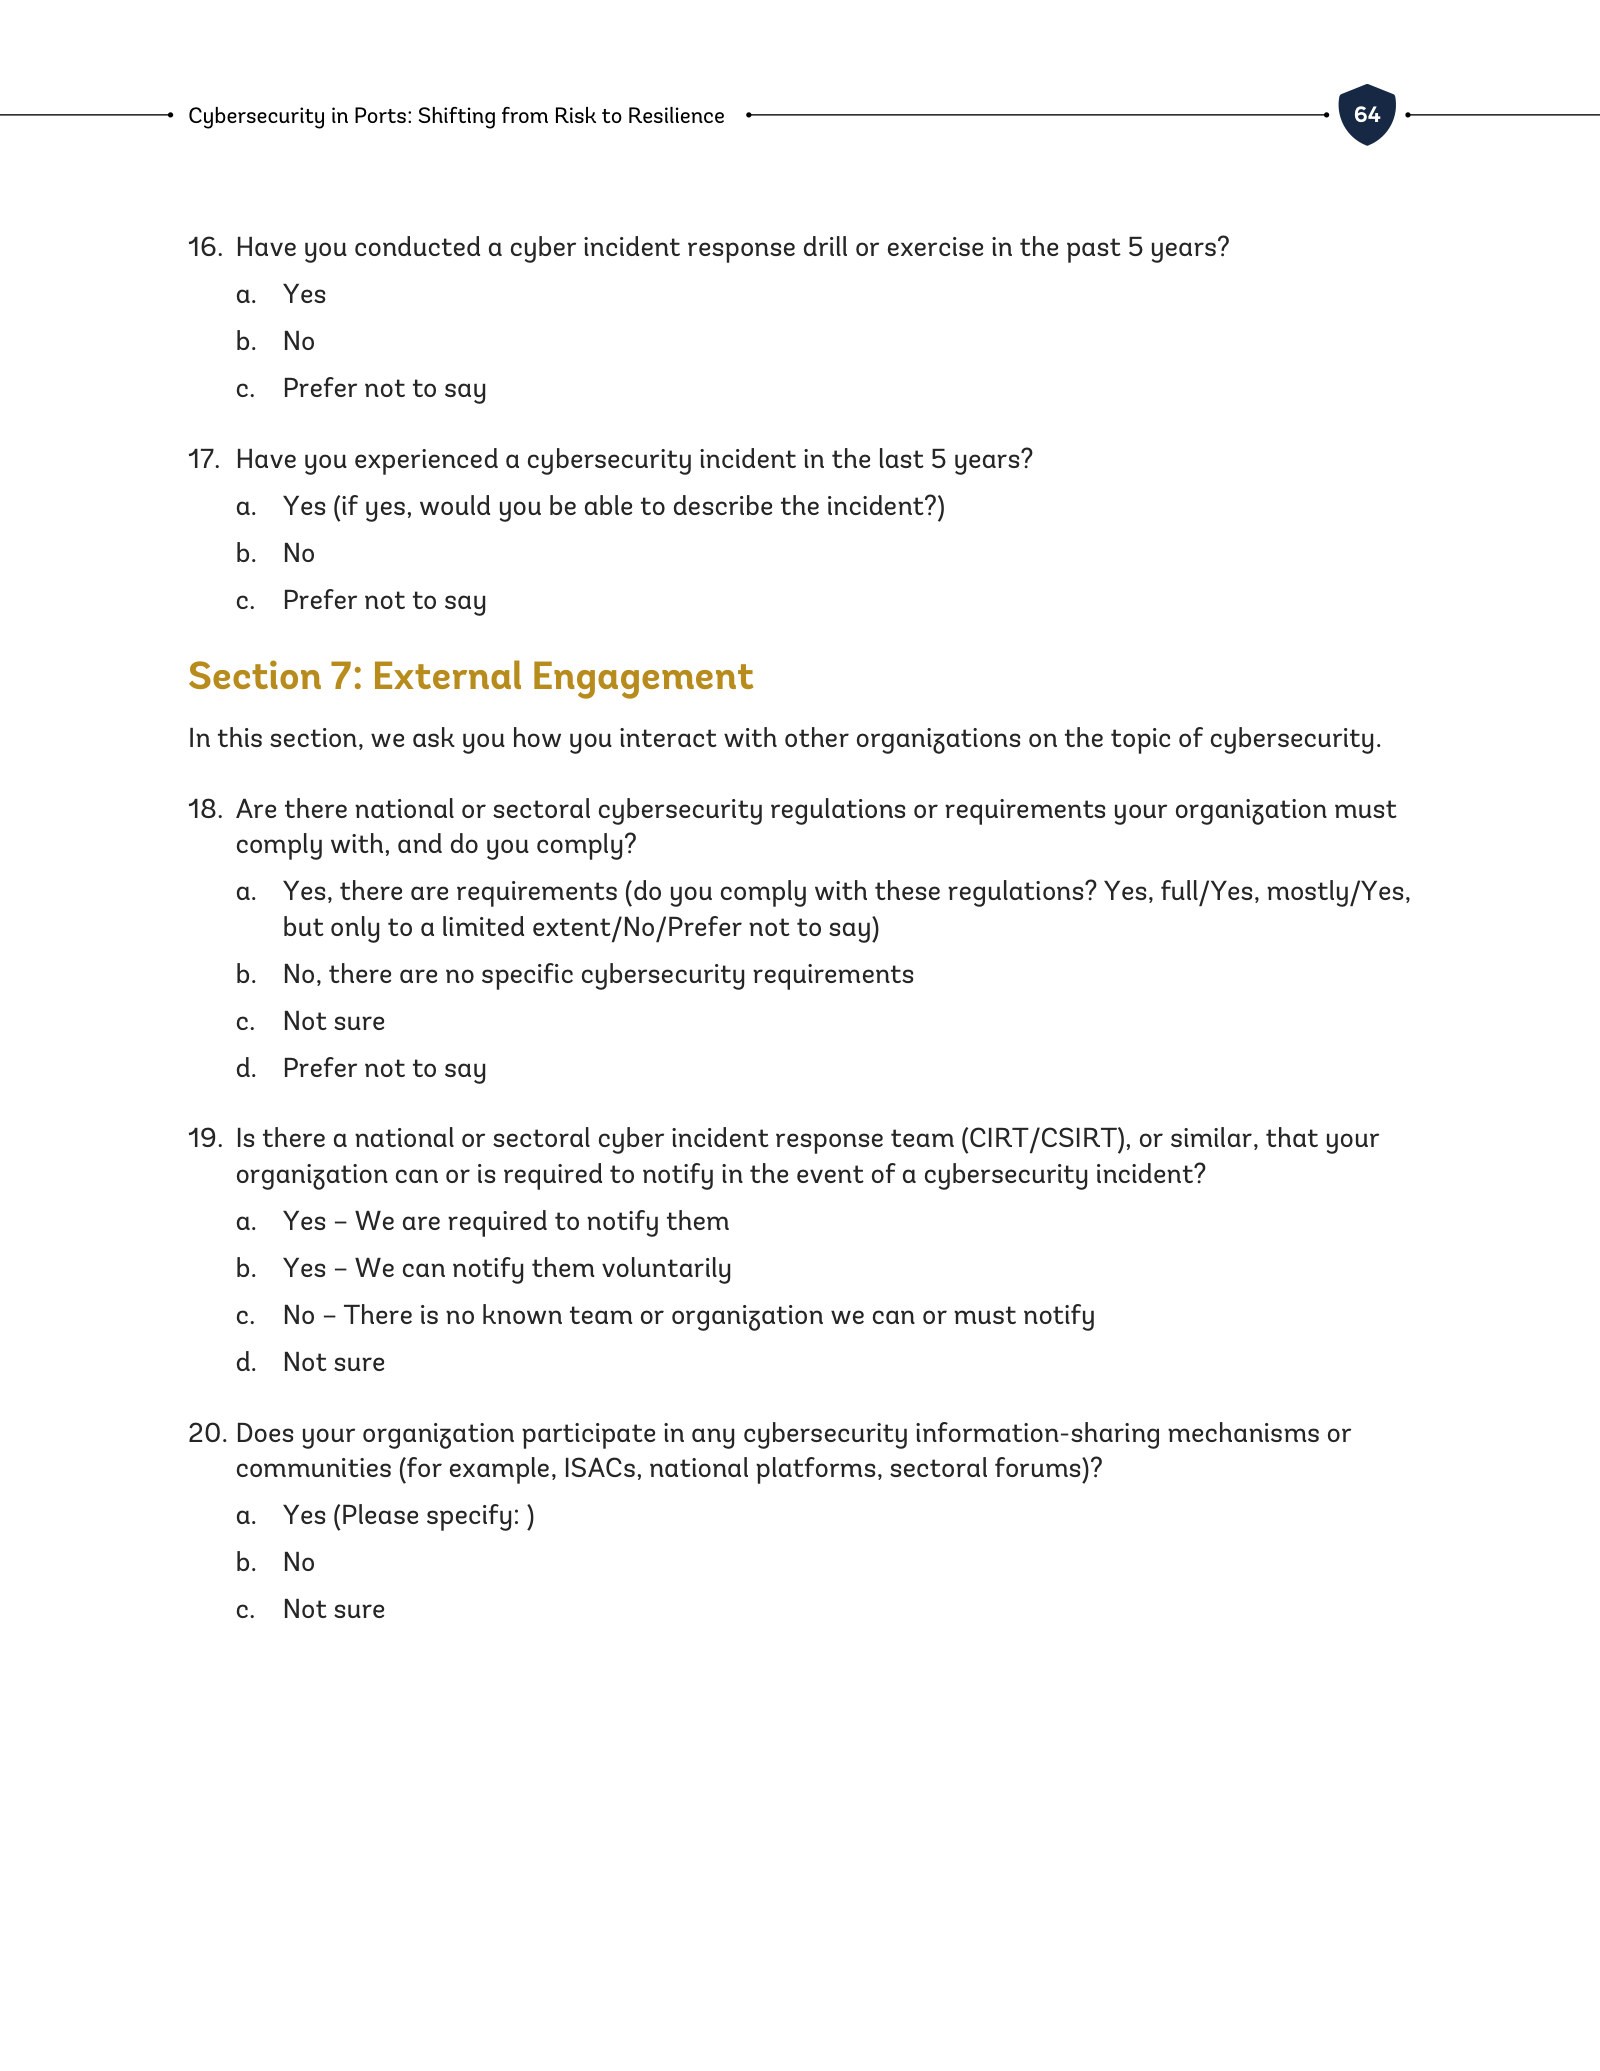 Cybersecurity in Ports: Shifting from Risk to Resilience
64
16. Have you conducted a cyber incident response drill or exercise in the past 5 years?
a. Yes
b. No
c. Prefer not to say
17. Have you experienced a cybersecurity incident in the last 5 years?
a. Yes (if yes, would you be able to describe the incident?)
b. No
c. Prefer not to say
Section 7: External Engagement
In this section, we ask you how you interact with other organizations on the topic of cybersecurity.
18. Are there national or sectoral cybersecurity regulations or requirements your organization must
comply with, and do you comply?
a. Yes, there are requirements (do you comply with these regulations? Yes, full/Yes, mostly/Yes,
but only to a limited extent/No/Prefer not to say)
b. No, there are no specific cybersecurity requirements
c. Not sure
d. Prefer not to say
19. Is there a national or sectoral cyber incident response team (CIRT/CSIRT), or similar, that your
organization can or is required to notify in the event of a cybersecurity incident?
a. Yes – We are required to notify them
b. Yes – We can notify them voluntarily
c. No – There is no known team or organization we can or must notify
d. Not sure
20. Does your organization participate in any cybersecurity information-sharing mechanisms or
communities (for example, ISACs, national platforms, sectoral forums)?
a. Yes (Please specify: )
b. No
c. Not sure